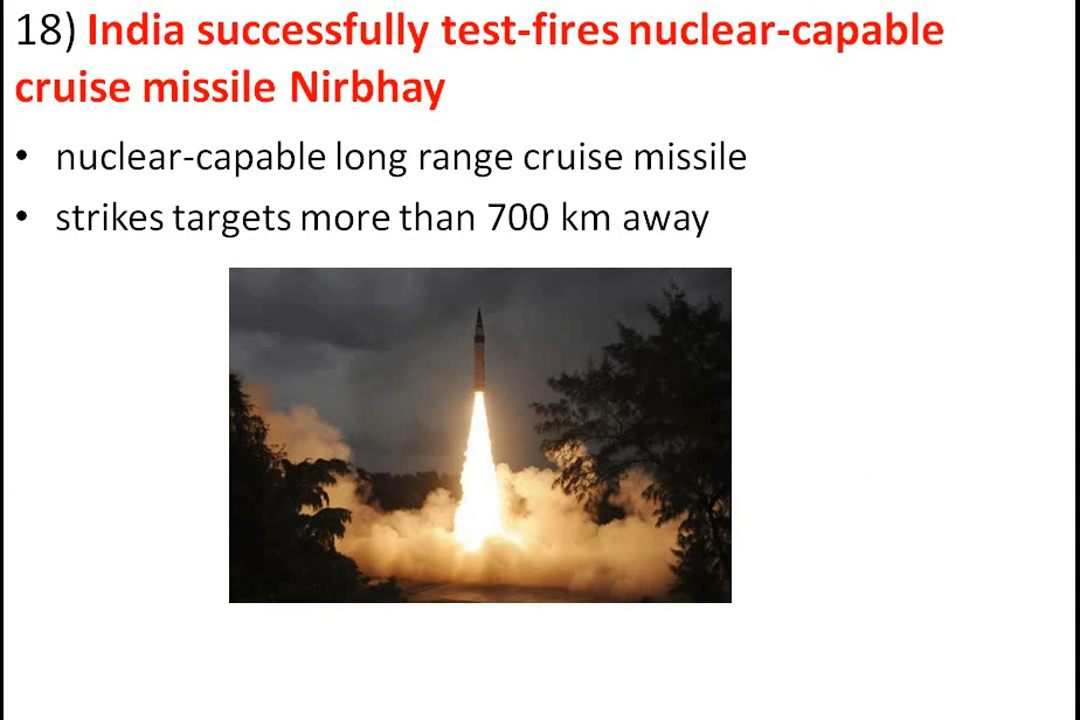 18) India successfully test-fires nuclear-capable
cruise missile Nirbhay
• nuclear-capable long range cruise missile
• strikes targets more than 700 km away